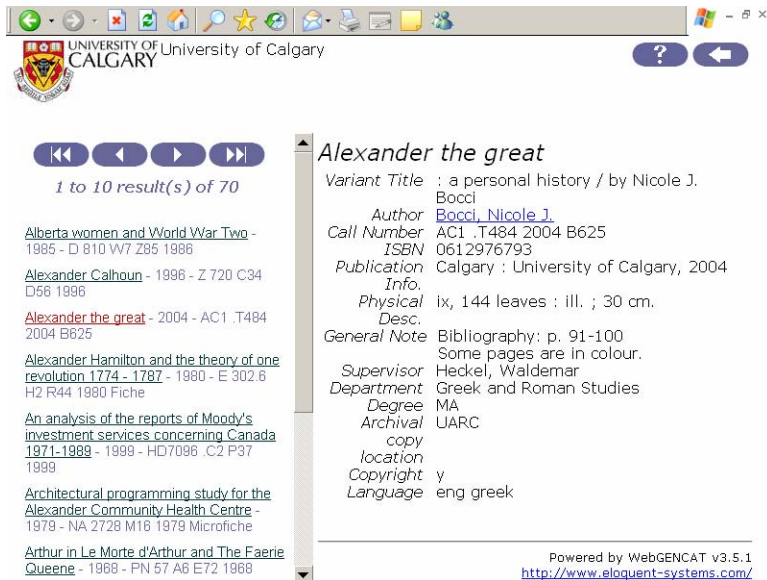 UNIVERSITY OF
CALGARY
University of Calgary
?
1 to 10 result(s) of 70
Alberta women and World War Two -
1985 - D 810 W7 Z85 1986
Alexander Calhoun - 1996 - Z 720 C34
D56 1996
Alexander the great - 2004 - AC1 .T484
2004 B625
Alexander Hamilton and the theory of one
revolution 1774 - 1787 - 1980 - E 302.6
H2 R44 1980 Fiche
An analysis of the reports of Moody's
investment services concerning Canada
1971-1989 - 1999 - HD7096 .C2 P37
1999
Architectural programming study for the
Alexander Community Health Centre -
1979 - NA 2728 M16 1979 Microfiche
Arthur in Le Morte d'Arthur and The Faerie
Queene - 1968 - PN 57 A6 E72 1968
Alexander the great
Variant Title : a personal history / by Nicole J.
Bocci
Author Bocci, Nicole J.
Call Number AC1 .T484 2004 B625
ISBN 0612976793
Publication Calgary : University of Calgary, 2004
Info.
Physical ix, 144 leaves : ill. ; 30 cm.
Desc.
General Note Bibliography: p. 91-100
Some pages are in colour.
Supervisor Heckel, Waldemar
Department Greek and Roman Studies
Degree MA
Archival UARC
copy
location
Copyright y
Language eng greek
Powered by WebGENCAT v3.5.1
http://www.eloquent-systems.com/